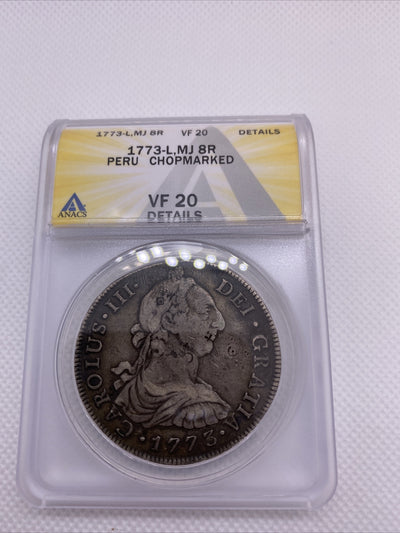 1773-L,MJ 8R VF 20 DETAILS
1773-L,MJ 8R
PERU CHOPMARKED
VF 20
DETAILS
ANACS
CAROLUS · III · DEI · GRATIA
· 1773 ·